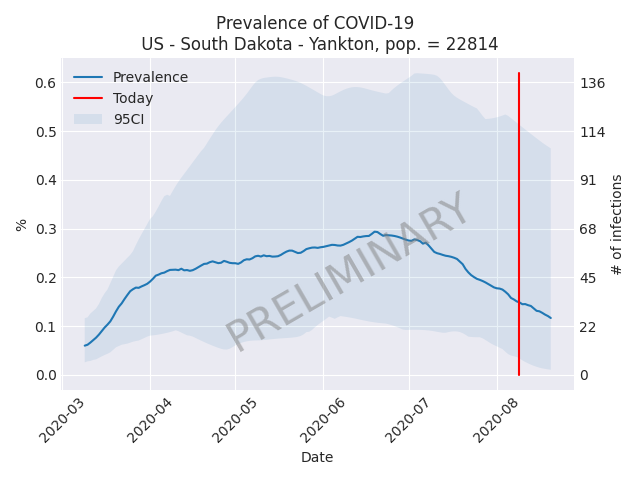 Prevalence of COVID-19
US - South Dakota - Yankton, pop. = 22814
Prevalence
Today
95CI
PRELIMINARY
%
0.6
0.5
0.4
0.3
0.2
0.1
0.0
136
114
91
68
45
22
0
# of infections
2020-03
2020-04
2020-05
2020-06
2020-07
2020-08
Date